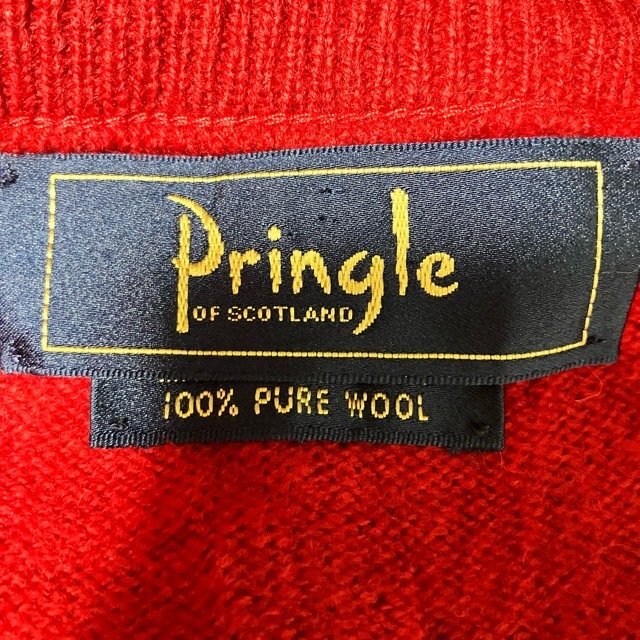 Pringle
OF SCOTLAND
100% PURE WOOL